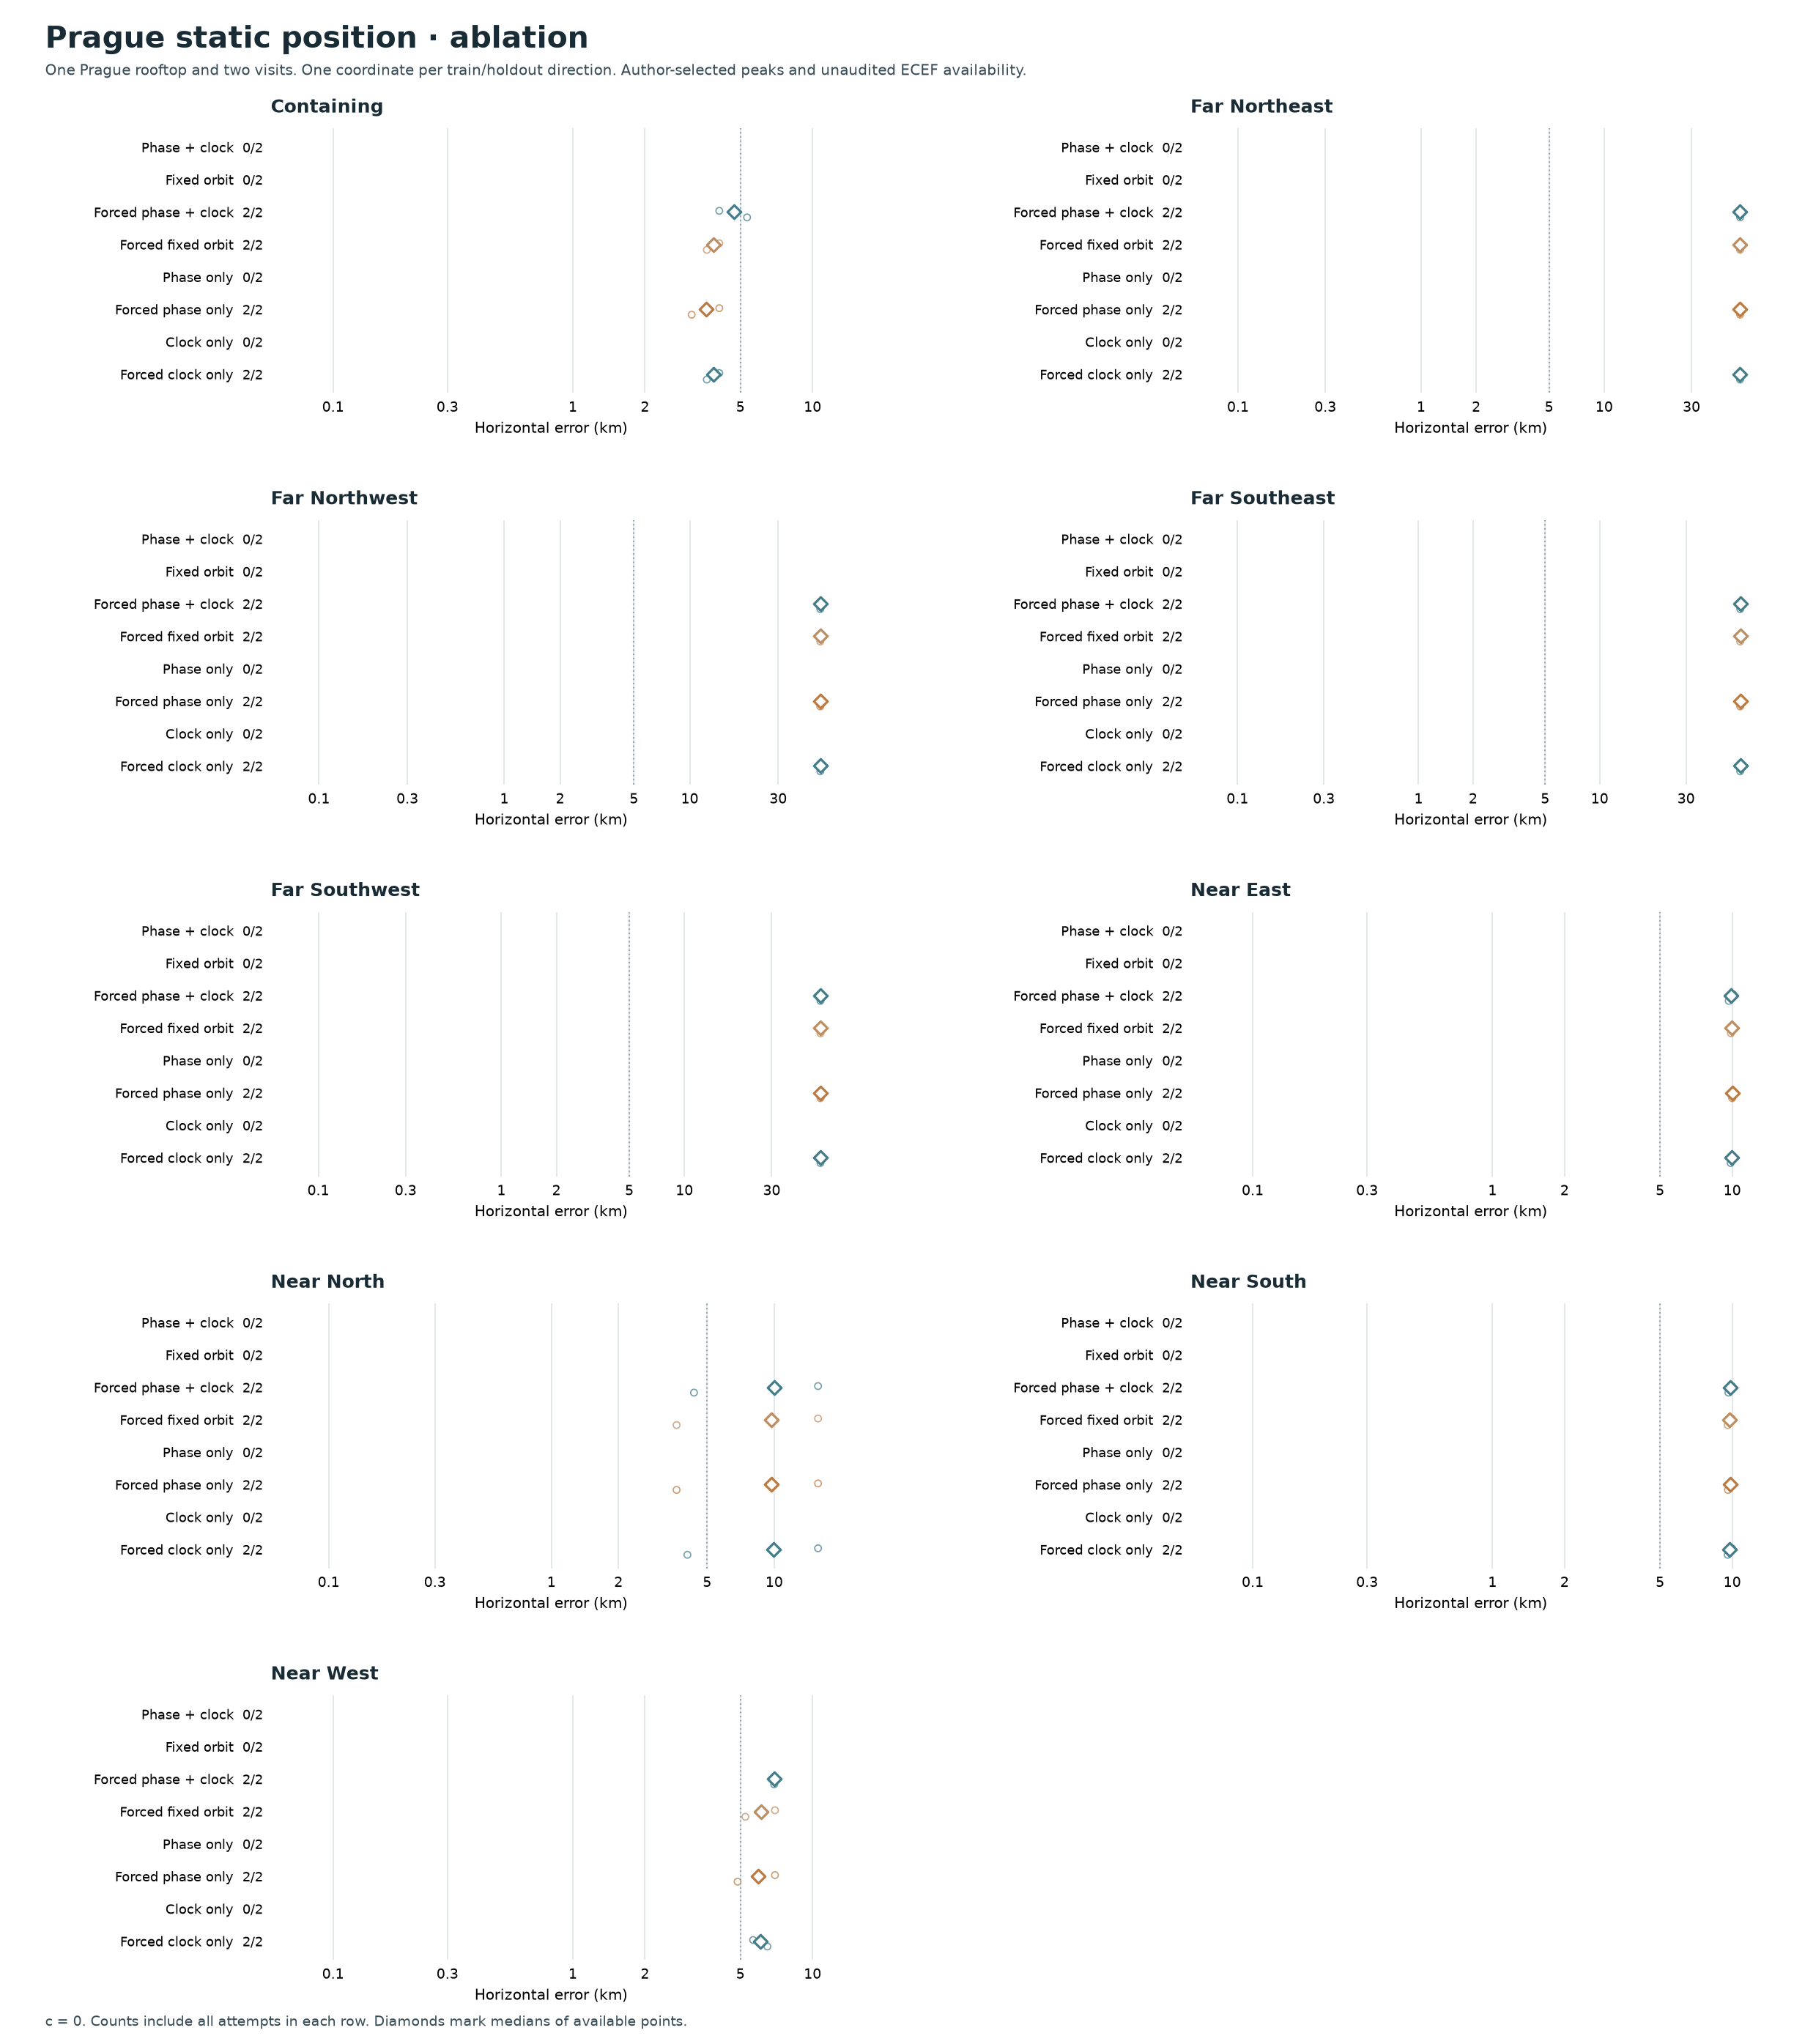 Prague static position · ablation
One Prague rooftop and two visits. One coordinate per train/holdout direction. Author-selected peaks and unaudited ECEF availability.
Containing
Phase + clock 0/2
Fixed orbit 0/2
Forced phase + clock 2/2
Forced fixed orbit 2/2
Phase only 0/2
Forced phase only 2/2
Clock only 0/2
Forced clock only 2/2
0.1 0.3 1 2 5 10
Horizontal error (km)
Far Northeast
Phase + clock 0/2
Fixed orbit 0/2
Forced phase + clock 2/2
Forced fixed orbit 2/2
Phase only 0/2
Forced phase only 2/2
Clock only 0/2
Forced clock only 2/2
0.1 0.3 1 2 5 10 30
Horizontal error (km)
Far Northwest
Phase + clock 0/2
Fixed orbit 0/2
Forced phase + clock 2/2
Forced fixed orbit 2/2
Phase only 0/2
Forced phase only 2/2
Clock only 0/2
Forced clock only 2/2
0.1 0.3 1 2 5 10 30
Horizontal error (km)
Far Southeast
Phase + clock 0/2
Fixed orbit 0/2
Forced phase + clock 2/2
Forced fixed orbit 2/2
Phase only 0/2
Forced phase only 2/2
Clock only 0/2
Forced clock only 2/2
0.1 0.3 1 2 5 10 30
Horizontal error (km)
Far Southwest
Phase + clock 0/2
Fixed orbit 0/2
Forced phase + clock 2/2
Forced fixed orbit 2/2
Phase only 0/2
Forced phase only 2/2
Clock only 0/2
Forced clock only 2/2
0.1 0.3 1 2 5 10 30
Horizontal error (km)
Near East
Phase + clock 0/2
Fixed orbit 0/2
Forced phase + clock 2/2
Forced fixed orbit 2/2
Phase only 0/2
Forced phase only 2/2
Clock only 0/2
Forced clock only 2/2
0.1 0.3 1 2 5 10
Horizontal error (km)
Near North
Phase + clock 0/2
Fixed orbit 0/2
Forced phase + clock 2/2
Forced fixed orbit 2/2
Phase only 0/2
Forced phase only 2/2
Clock only 0/2
Forced clock only 2/2
0.1 0.3 1 2 5 10
Horizontal error (km)
Near South
Phase + clock 0/2
Fixed orbit 0/2
Forced phase + clock 2/2
Forced fixed orbit 2/2
Phase only 0/2
Forced phase only 2/2
Clock only 0/2
Forced clock only 2/2
0.1 0.3 1 2 5 10
Horizontal error (km)
Near West
Phase + clock 0/2
Fixed orbit 0/2
Forced phase + clock 2/2
Forced fixed orbit 2/2
Phase only 0/2
Forced phase only 2/2
Clock only 0/2
Forced clock only 2/2
0.1 0.3 1 2 5 10
Horizontal error (km)
c = 0. Counts include all attempts in each row. Diamonds mark medians of available points.